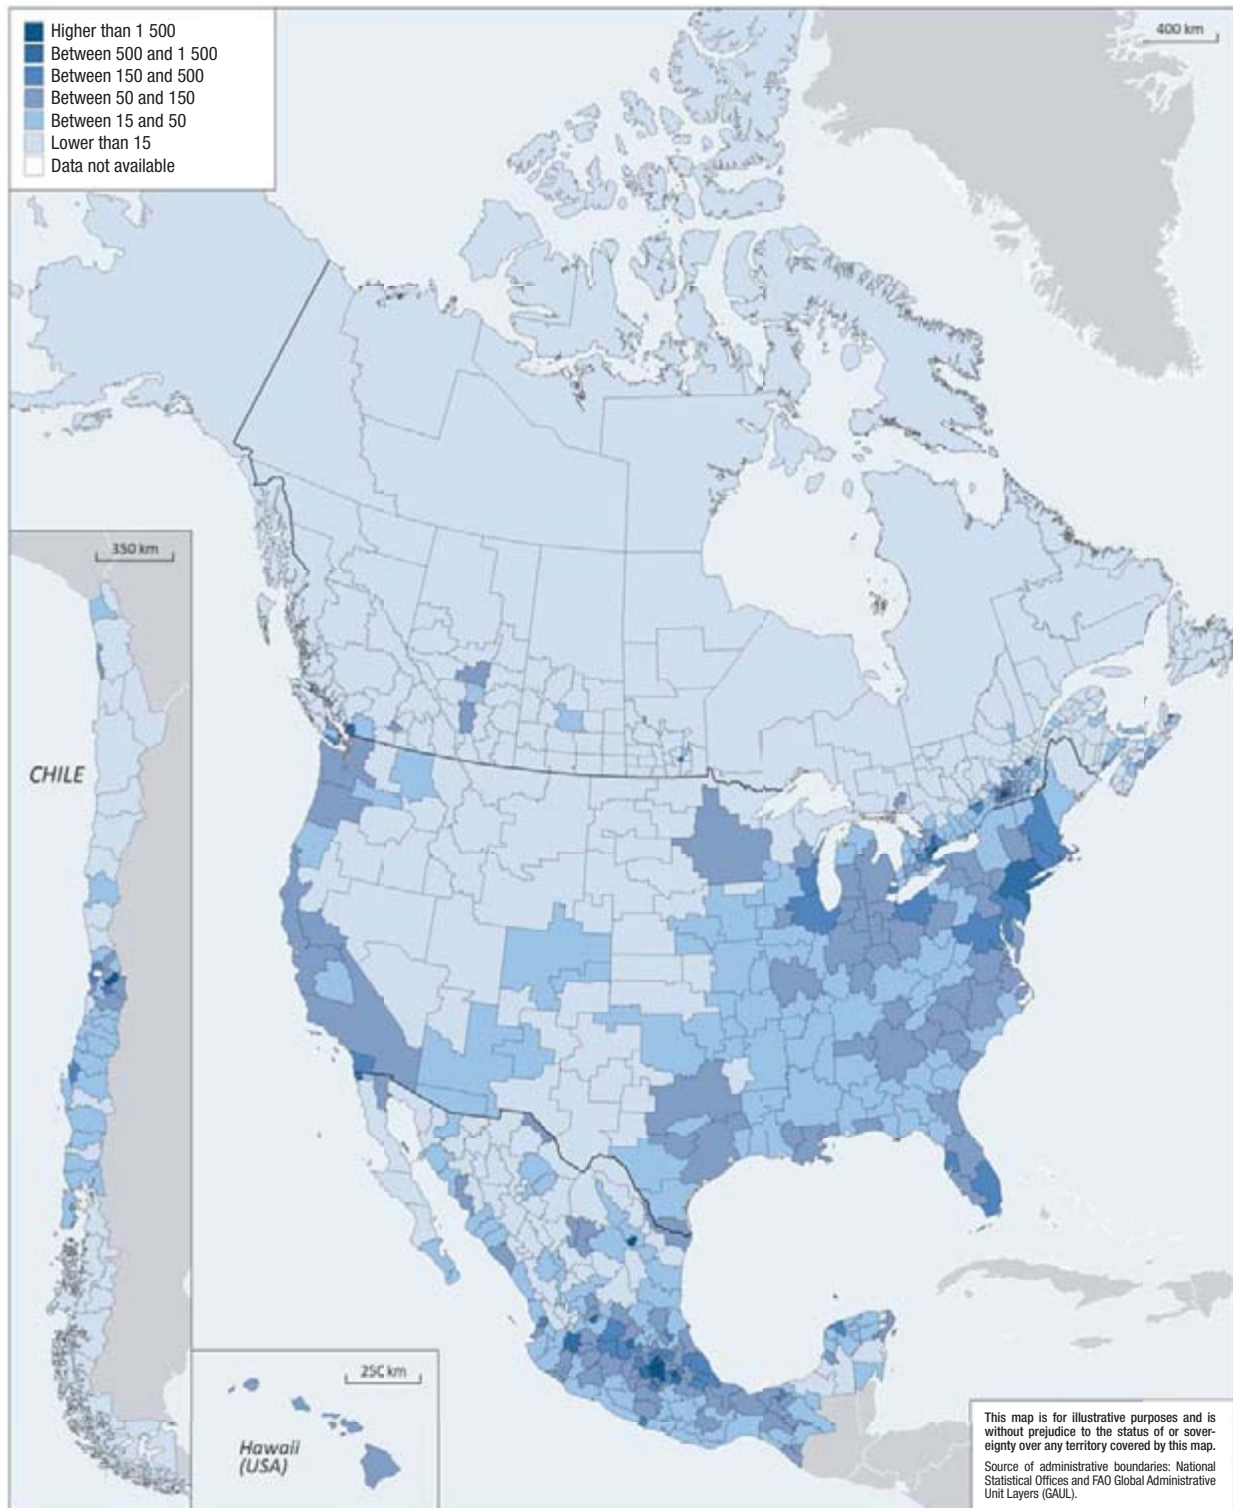 Higher than 1 500
Between 500 and 1 500
Between 150 and 500
Between 50 and 150
Between 15 and 50
Lower than 15
Data not available
400 km
350 km
CHILE
250 km
Hawaii
(USA)
This map is for illustrative purposes and is
without prejudice to the status of or sover-
eignty over any territory covered by this map.
Source of administrative boundaries: National
Statistical Offices and FAO Global Administrative
Unit Layers (GAUL).